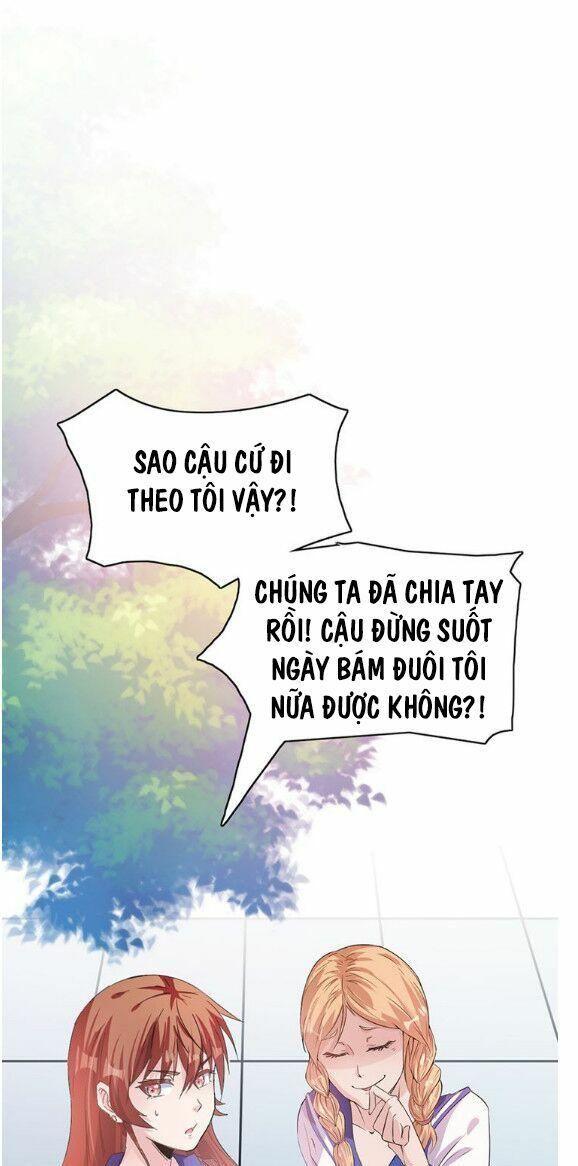 SAO CẬU CỨ ĐI
THEO TÔI VẬY?!
CHÚNG TA ĐÃ CHIA TAY
RỒI! CẬU ĐỪNG SUỐT
NGÀY BÁM ĐUÔI TÔI
NỮA ĐƯỢC KHÔNG?!